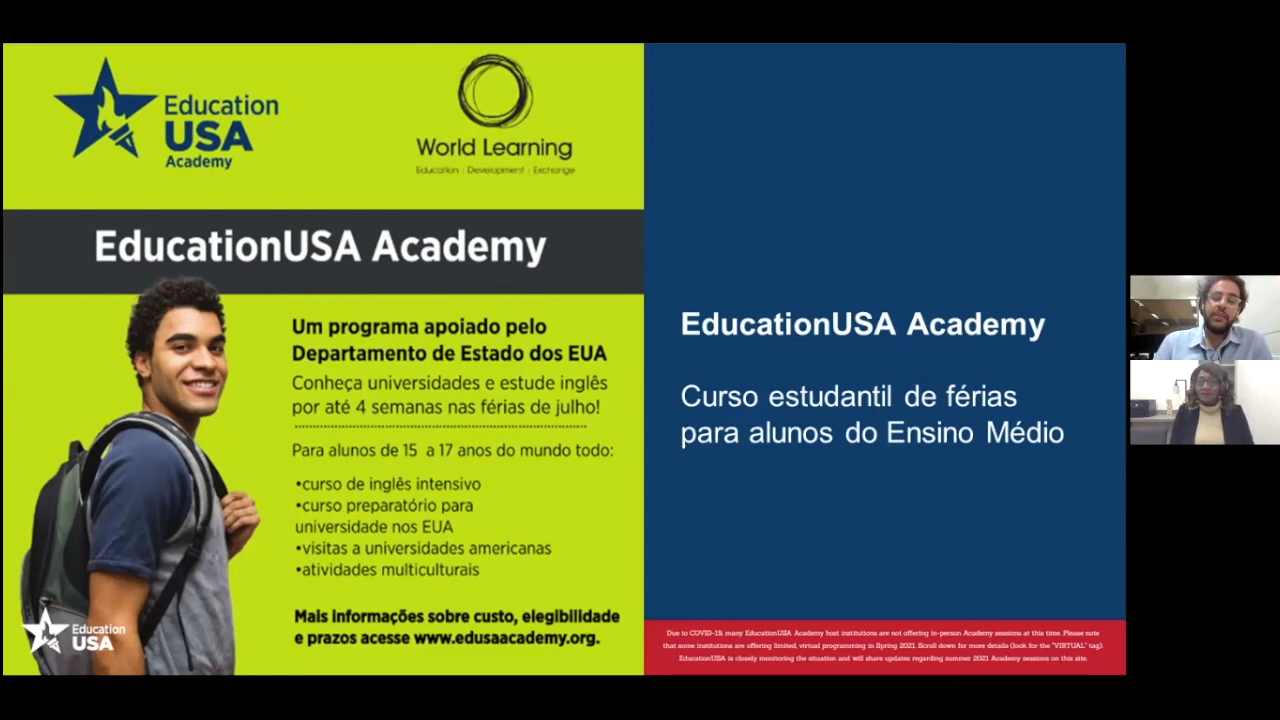 Education
USA
Academy
World Learning
Education | Development | Exchange
EducationUSA Academy
Um programa apoiado pelo
Departamento de Estado dos EUA
Conheça universidades e estude inglês
por até 4 semanas nas férias de julho!
Para alunos de 15 a 17 anos do mundo todo:
•curso de inglês intensivo
•curso preparatório para
universidade nos EUA
•visitas a universidades americanas
•atividades multiculturais
Mais informações sobre custo, elegibilidade
e prazos acesse www.edusaacademy.org.
Education
USA
EducationUSA Academy
Curso estudantil de férias
para alunos do Ensino Médio
Due to COVID-19, many EducationUSA Academy host institutions are not offering in-person Academy sessions at this time. Please note
that some institutions are offering limited, virtual programming in Spring 2021. Scroll down for more details (look for the "VIRTUAL" tag).
EducationUSA is closely monitoring the situation and will share updates regarding summer 2021 Academy sessions on this site.